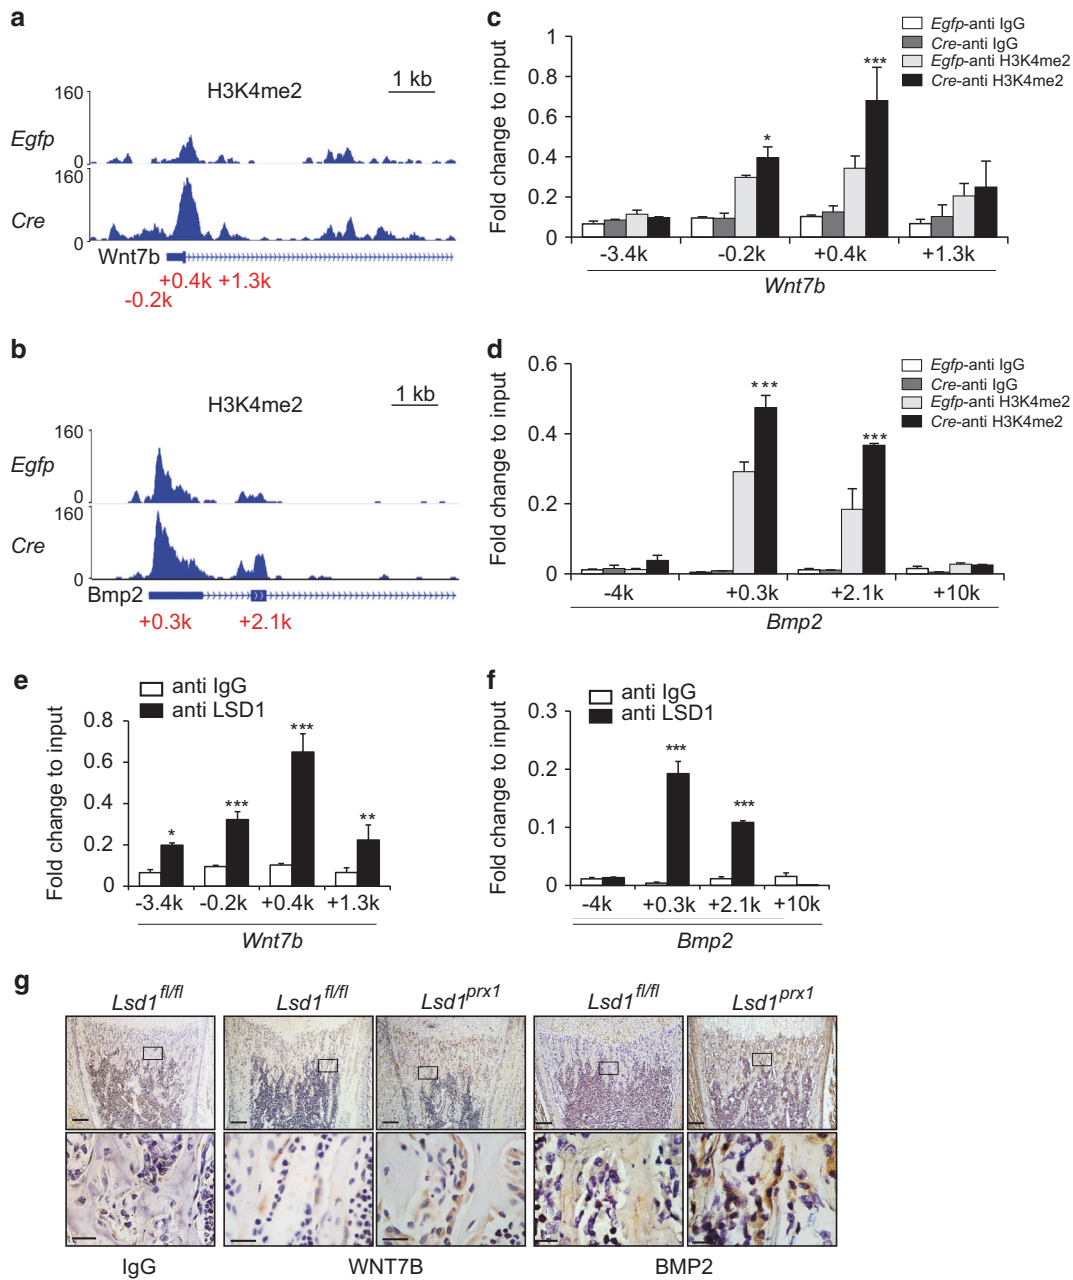 a
H3K4me2
1 kb
160
Egfp
0
160
Cre
0
Wnt7b
+0.4k +1.3k
-0.2k
b
H3K4me2
1 kb
160
Egfp
0
160
Cre
0
Bmp2
+0.3k
+2.1k
c
Egfp-anti IgG
Cre-anti IgG
Egfp-anti H3K4me2
Cre-anti H3K4me2
Fold change to input
1
0.8
0.6
0.4
0.2
0
*
***
-3.4k
-0.2k
+0.4k
+1.3k
Wnt7b
d
Egfp-anti IgG
Cre-anti IgG
Egfp-anti H3K4me2
Cre-anti H3K4me2
Fold change to input
0.6
0.4
0.2
0
***
***
-4k
+0.3k
+2.1k
+10k
Bmp2
e
anti IgG
anti LSD1
Fold change to input
0.8
0.6
0.4
0.2
0
*
***
***
**
-3.4k
-0.2k
+0.4k
+1.3k
Wnt7b
f
anti IgG
anti LSD1
Fold change to input
0.3
0.2
0.1
0
***
***
-4k
+0.3k
+2.1k
+10k
Bmp2
g
Lsd1fl/fl
Lsd1fl/fl
Lsd1prx1
Lsd1fl/fl
Lsd1prx1
IgG
WNT7B
BMP2